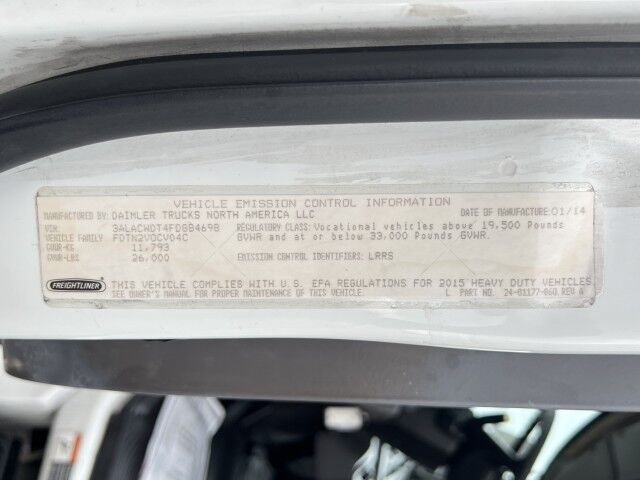 VEHICLE EMISSION CONTROL INFORMATION
MANUFACTURED BY: DAIMLER TRUCKS NORTH AMERICA LLC DATE OF MANUFACTURE: 01/14
VIN: 3ALACWDT4FDGB4698 REGULATORY CLASS: Vocational vehicles above 19,500 Pounds
VEHICLE FAMILY FDTN2VOCV04C GVWR and at or below 33,000 Pounds GVWR.
GVWR-KG 11,793
GVWR-LBS 26,000 EMISSION CONTROL IDENTIFIERS: LRRS
FREIGHTLINER
THIS VEHICLE COMPLIES WITH U.S. EPA REGULATIONS FOR 2015 HEAVY DUTY VEHICLES
SEE OWNER'S MANUAL FOR PROPER MAINTENANCE OF THIS VEHICLE. L PART NO. 24-01177-060 REV A